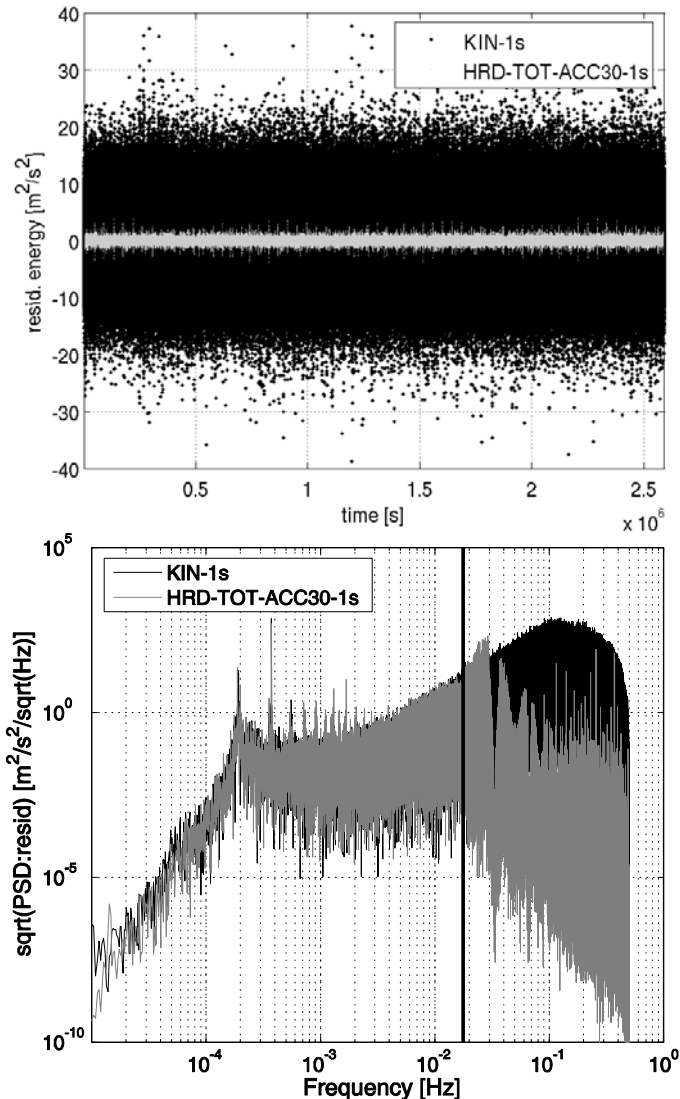 40
30
20
10
0
-10
-20
-30
-40
resid. energy [m²/s²]
KIN-1s
HRD-TOT-ACC30-1s
0.5 1 1.5 2 2.5
time [s]
x 10⁶
10⁵
10⁰
10⁻⁵
10⁻¹⁰
sqrt(PSD:resid) [m²/s²/sqrt(Hz)]
KIN-1s
HRD-TOT-ACC30-1s
10⁻⁴ 10⁻³ 10⁻² 10⁻¹ 10⁰
Frequency [Hz]